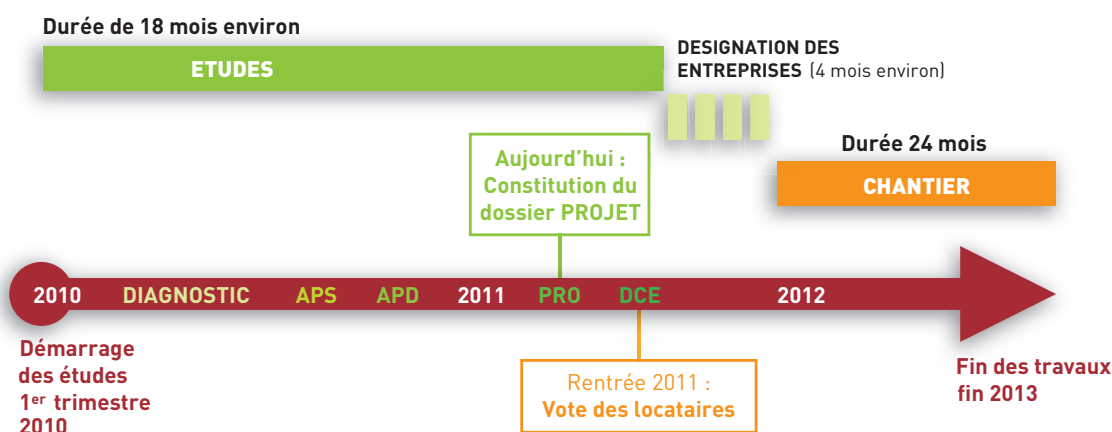 Durée de 18 mois environ
ETUDES
DESIGNATION DES
ENTREPRISES (4 mois environ)
Durée 24 mois
CHANTIER
Aujourd'hui :
Constitution du
dossier PROJET
2010 DIAGNOSTIC APS APD 2011 PRO DCE 2012
Démarrage
des études
1er trimestre
2010
Rentrée 2011 :
Vote des locataires
Fin des travaux
fin 2013